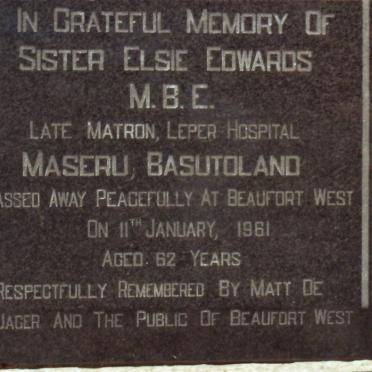 IN GRATEFUL MEMORY OF
SISTER ELSIE EDWARDS
M.B.E.
LATE MATRON, LEPER HOSPITAL
MASERU, BASUTOLAND
ASSED AWAY PEACEFULLY AT BEAUFORT WEST
ON 11TH JANUARY, 1961
AGED 62 YEARS
RESPECTFULLY REMEMBERED BY MATT DE
JAGER AND THE PUBLIC OF BEAUFORT WEST